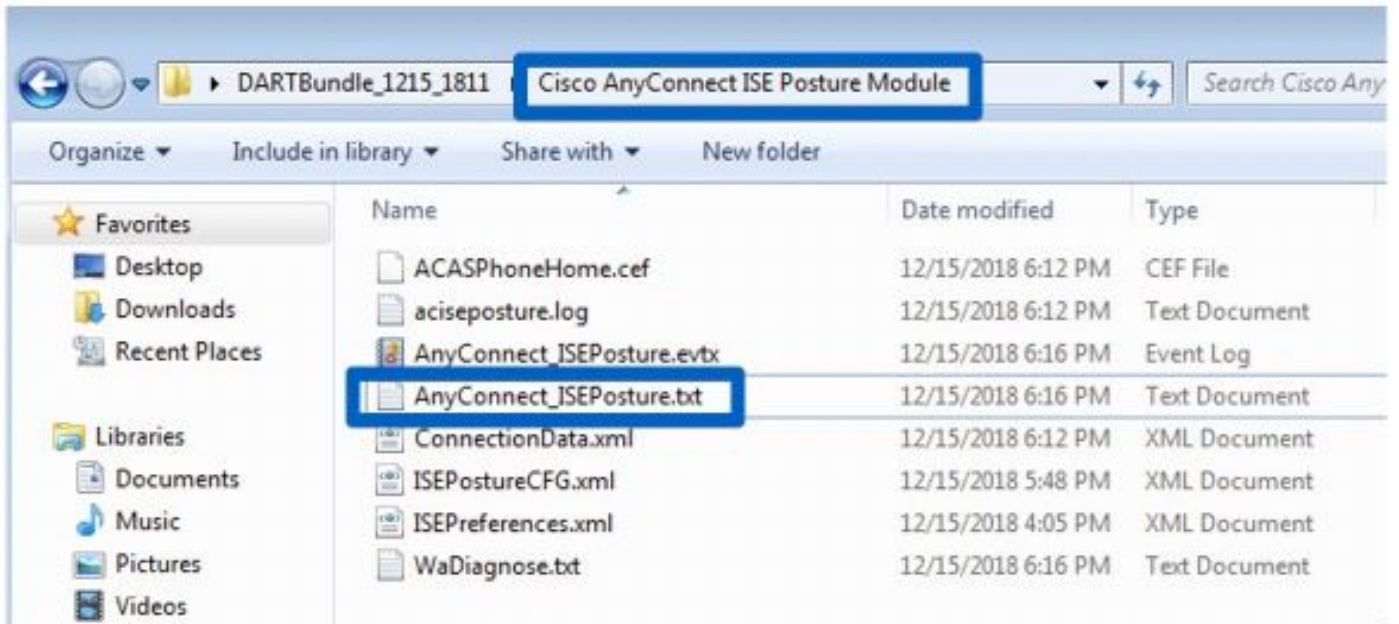 DARTBundle_1215_1811 Cisco AnyConnect ISE Posture Module Search Cisco Any
Organize Include in library Share with New folder
Favorites
Desktop
Downloads
Recent Places
Libraries
Documents
Music
Pictures
Videos
Name Date modified Type
ACASPhoneHome.cef 12/15/2018 6:12 PM CEF File
aciseposture.log 12/15/2018 6:12 PM Text Document
AnyConnect_ISEPosture.evtx 12/15/2018 6:16 PM Event Log
AnyConnect_ISEPosture.txt 12/15/2018 6:16 PM Text Document
ConnectionData.xml 12/15/2018 6:12 PM XML Document
ISEPostureCFG.xml 12/15/2018 5:48 PM XML Document
ISEPreferences.xml 12/15/2018 4:05 PM XML Document
WaDiagnose.txt 12/15/2018 6:16 PM Text Document